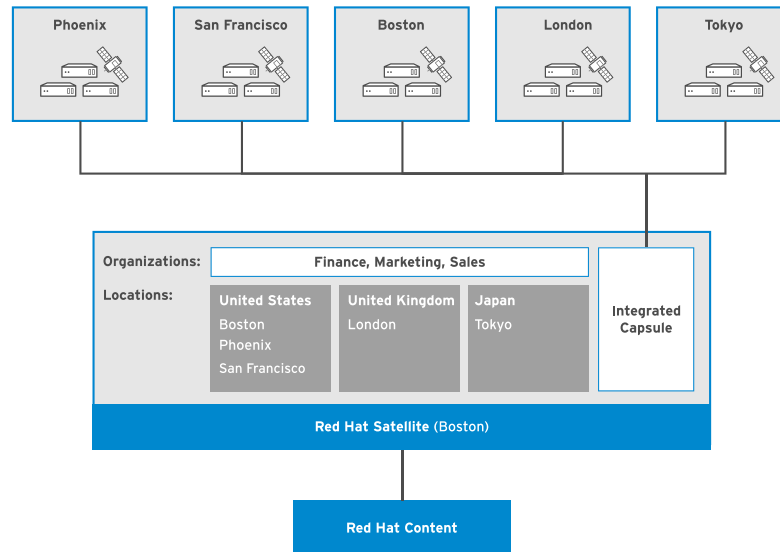 Phoenix
San Francisco
Boston
London
Tokyo
Organizations:
Finance, Marketing, Sales
Locations:
United States
Boston
Phoenix
San Francisco
United Kingdom
London
Japan
Tokyo
Integrated
Capsule
Red Hat Satellite (Boston)
Red Hat Content